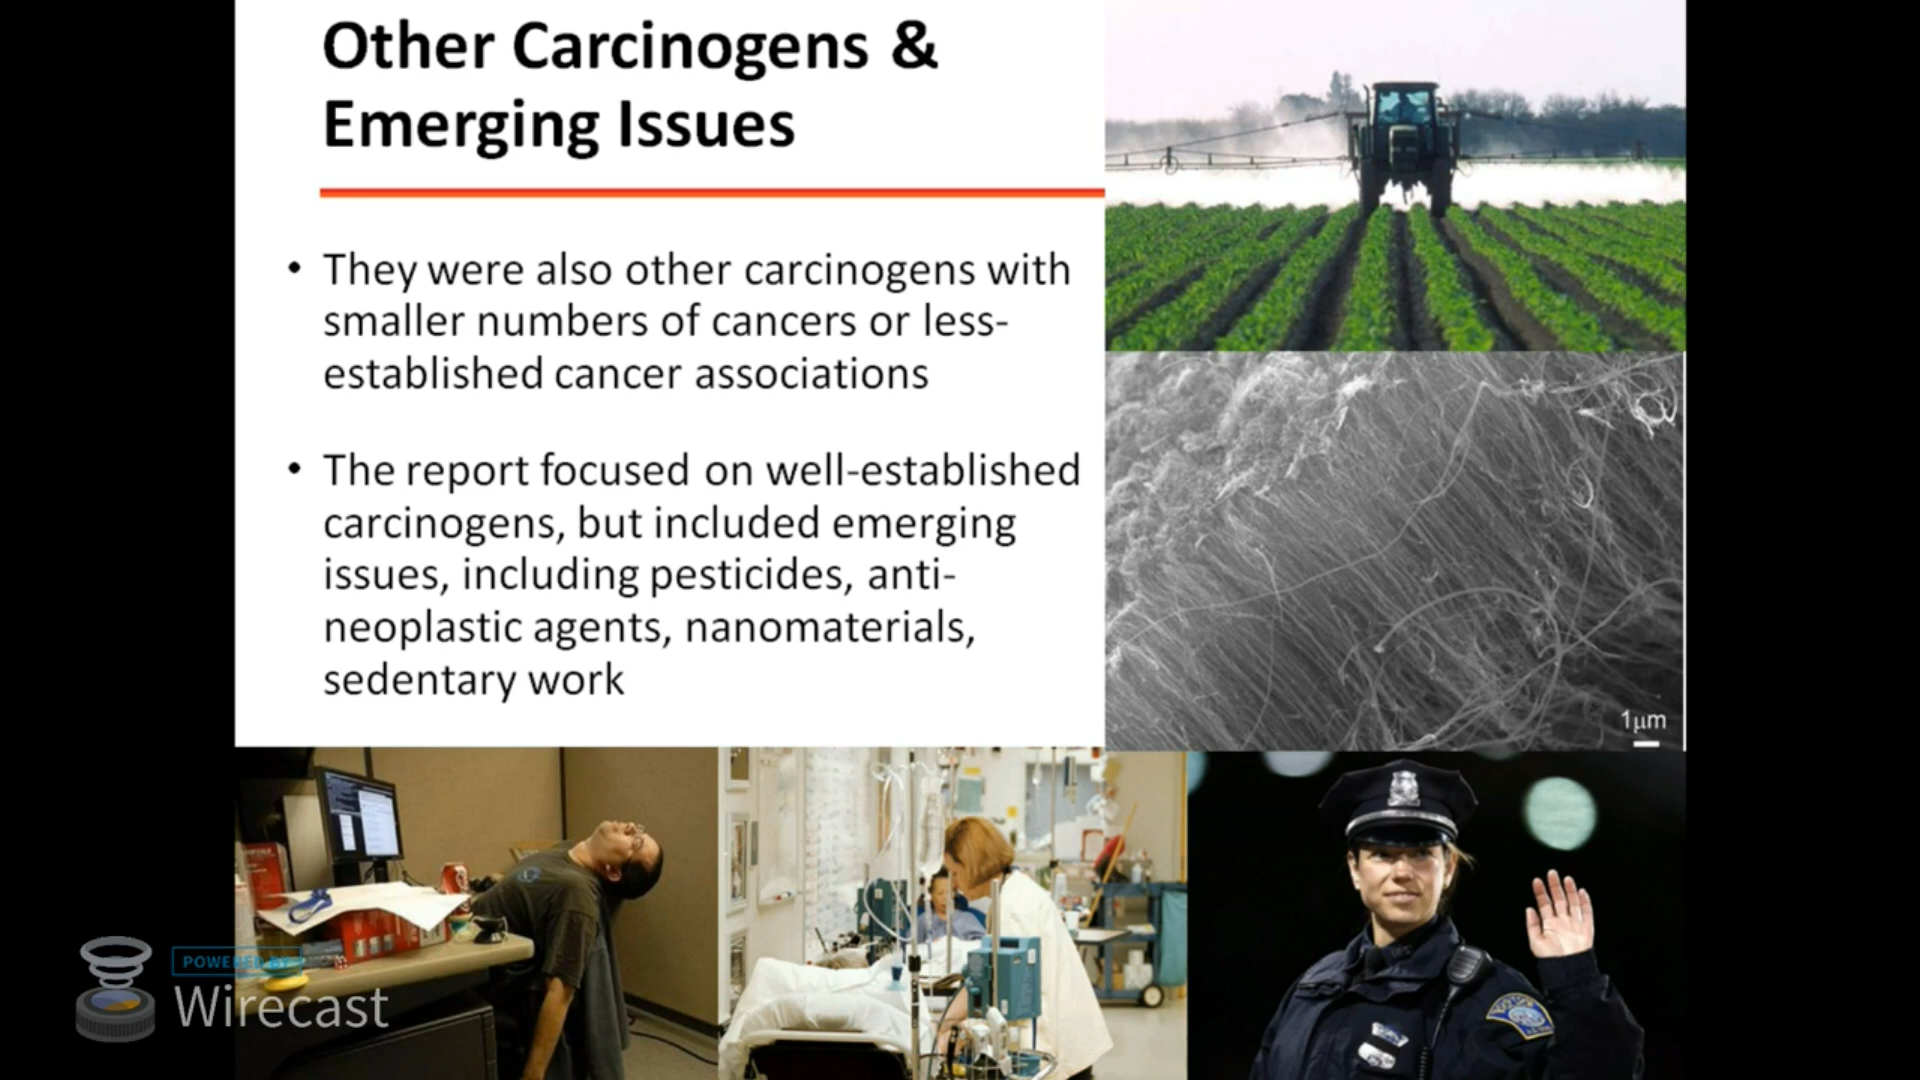 Other Carcinogens &
Emerging Issues
• They were also other carcinogens with
smaller numbers of cancers or less-
established cancer associations
• The report focused on well-established
carcinogens, but included emerging
issues, including pesticides, anti-
neoplastic agents, nanomaterials,
sedentary work
1μm
POWERED BY
Wirecast